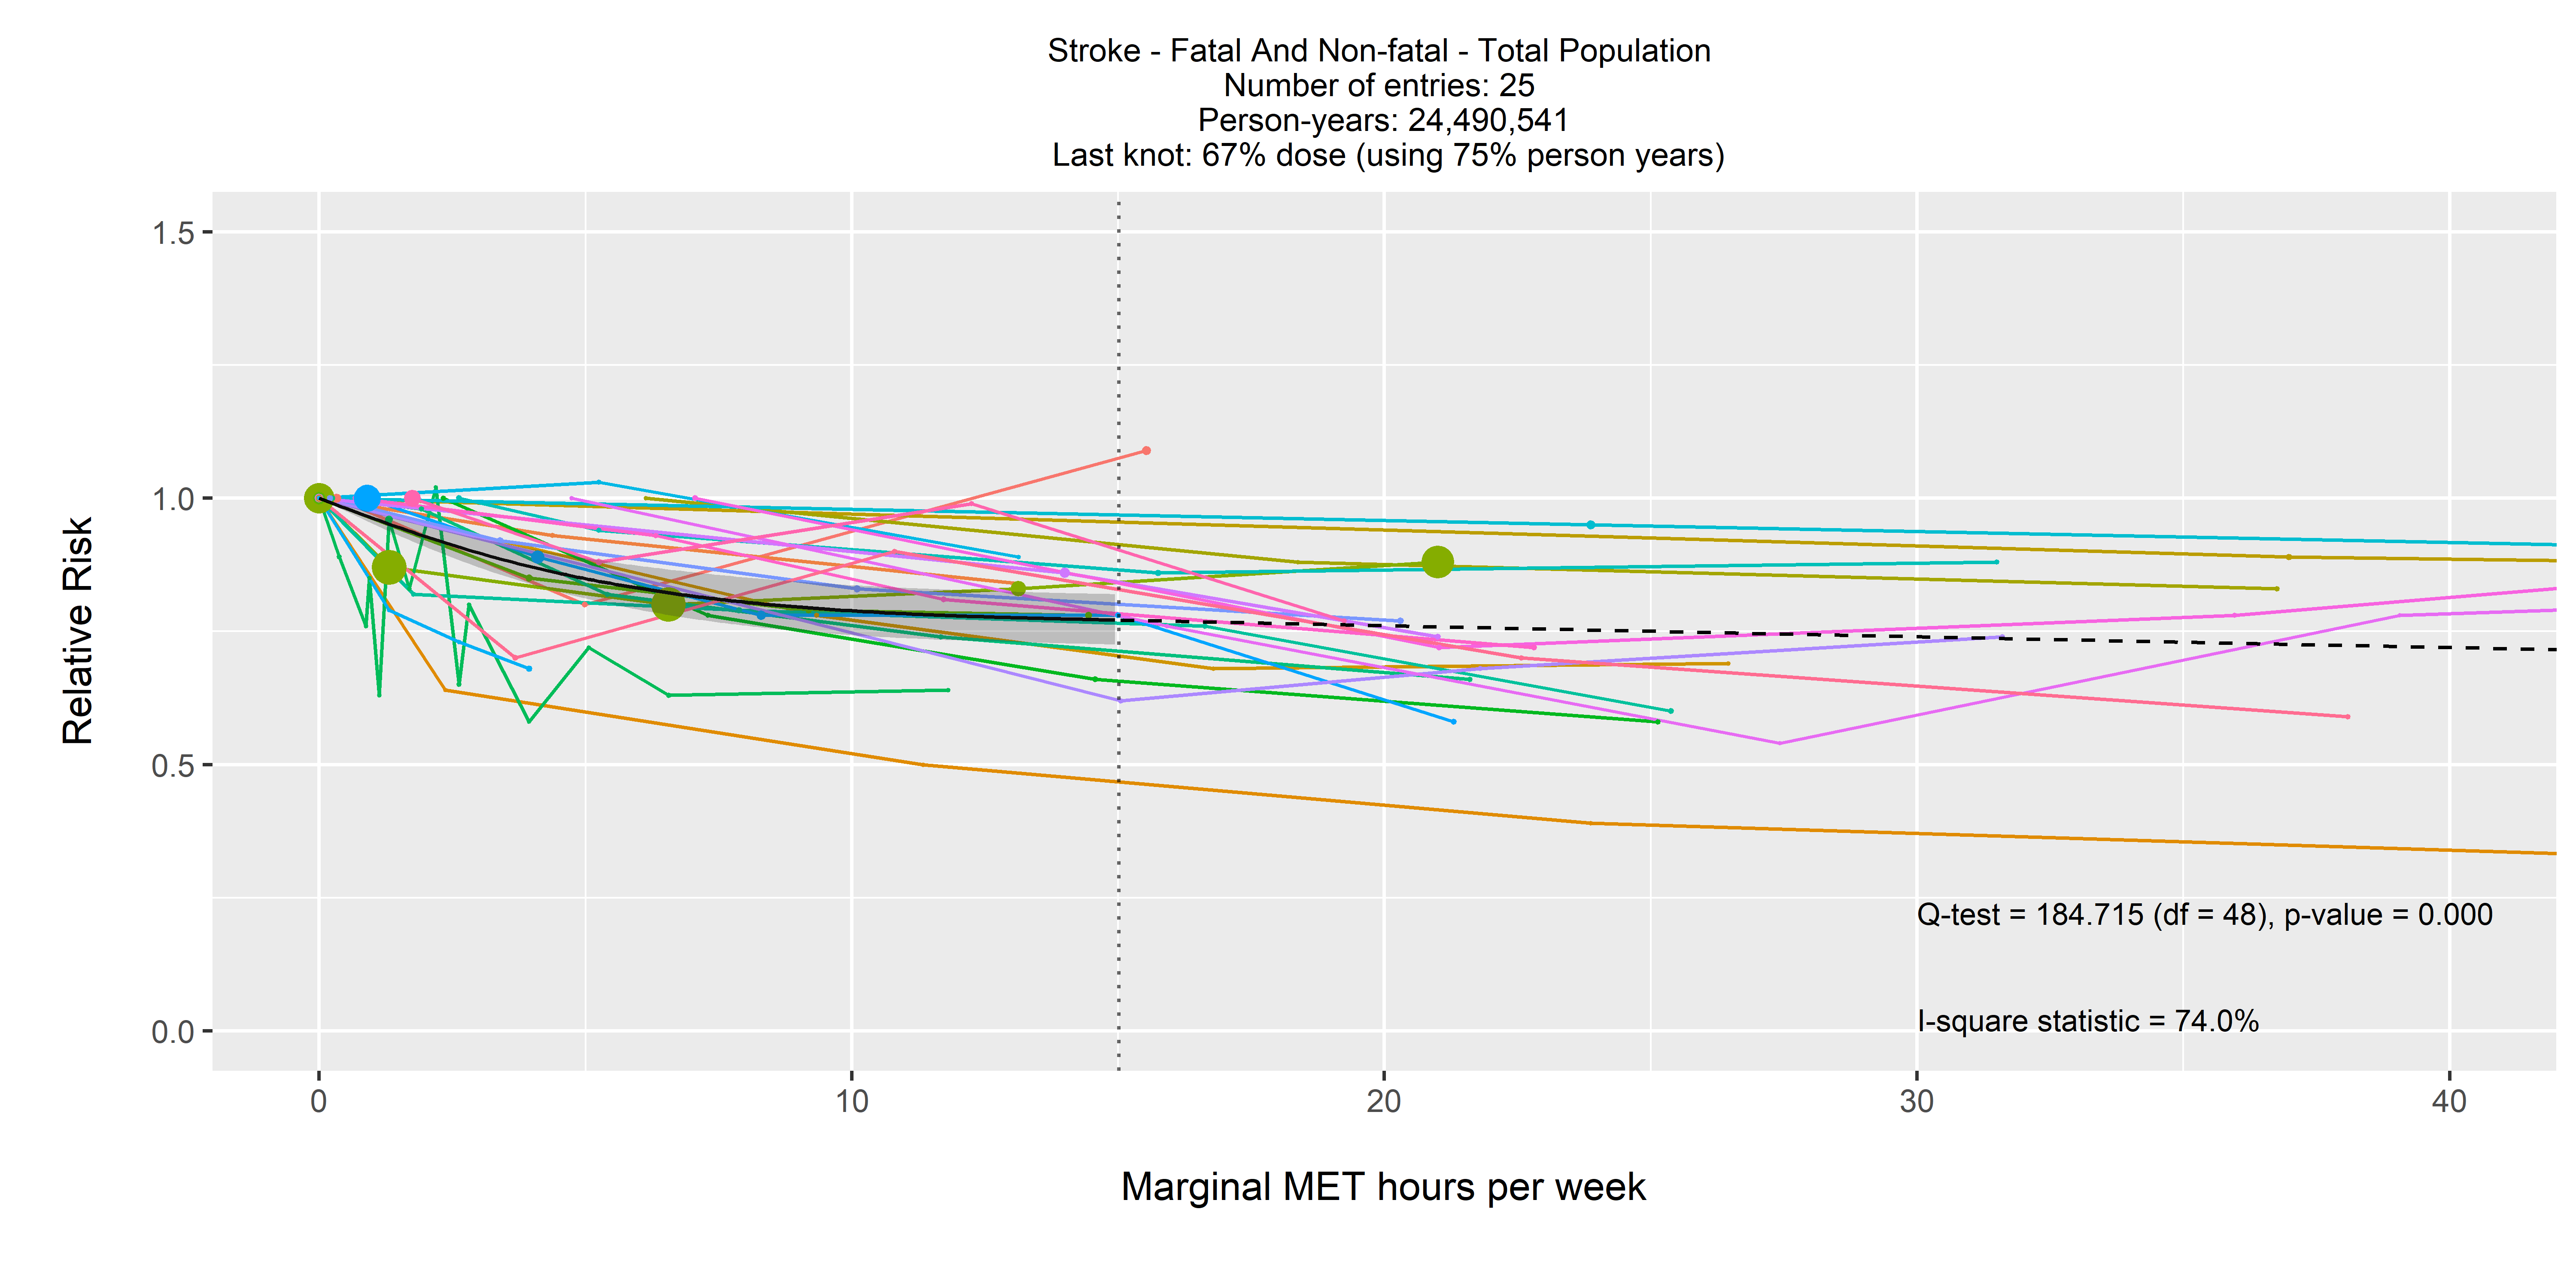 Stroke - Fatal And Non-fatal - Total Population
Number of entries: 25
Person-years: 24,490,541
Last knot: 67% dose (using 75% person years)
1.5
1.0
0.5
0.0
Relative Risk
Q-test = 184.715 (df = 48), p-value = 0.000
I-square statistic = 74.0%
0 10 20 30 40
Marginal MET hours per week